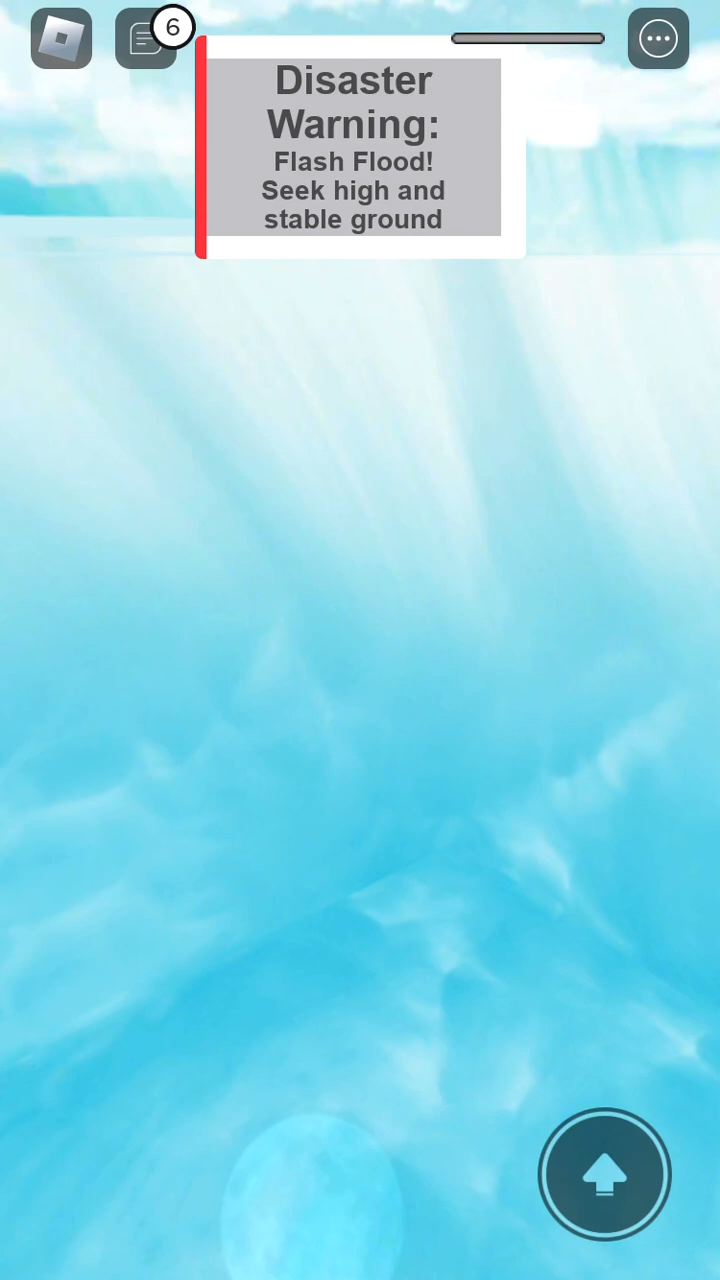 6
Disaster
Warning:
Flash Flood!
Seek high and
stable ground